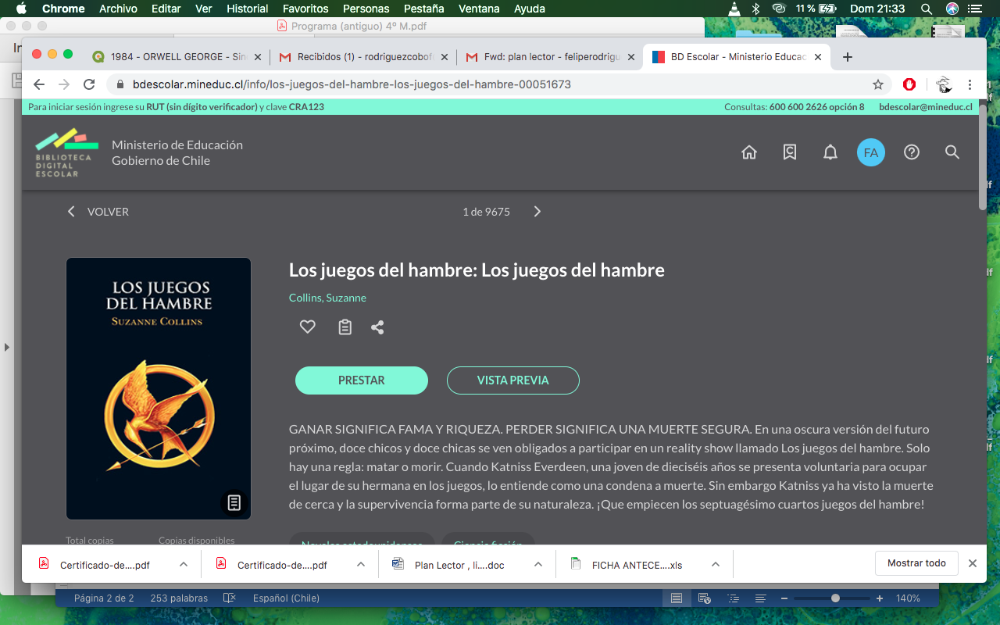 Chrome Archivo Editar Ver Historial Favoritos Personas Pestaña Ventana Ayuda 11 % Dom 21:33
Programa (antiguo) 4º M.pdf
In
1984 - ORWELL GEORGE - Sin Recibidos (1) - rodriguezcobof Fwd: plan lector - feliperodrigu BD Escolar - Ministerio Educac
bdescolar.mineduc.cl/info/los-juegos-del-hambre-los-juegos-del-hambre-00051673
Para iniciar sesión ingrese su RUT (sin dígito verificador) y clave CRA123 Consultas: 600 600 2626 opción 8 bdescolar@mineduc.cl
BIBLIOTECA
DIGITAL
ESCOLAR
Ministerio de Educación
Gobierno de Chile
FA
VOLVER 1 de 9675
LOS JUEGOS
DEL HAMBRE
SUZANNE COLLINS
Los juegos del hambre: Los juegos del hambre
Collins, Suzanne
PRESTAR VISTA PREVIA
GANAR SIGNIFICA FAMA Y RIQUEZA. PERDER SIGNIFICA UNA MUERTE SEGURA. En una oscura versión del futuro
próximo, doce chicos y doce chicas se ven obligados a participar en un reality show llamado Los juegos del hambre. Solo
hay una regla: matar o morir. Cuando Katniss Everdeen, una joven de dieciséis años se presenta voluntaria para ocupar
el lugar de su hermana en los juegos, lo entiende como una condena a muerte. Sin embargo Katniss ya ha visto la muerte
de cerca y la supervivencia forma parte de su naturaleza. ¡Que empiecen los septuagésimo cuartos juegos del hambre!
Total copias Copias disponibles
Novelas estadounidenses Ciencia ficción
Certificado-de....pdf Certificado-de....pdf Plan Lector , li....doc FICHA ANTECE....xls Mostrar todo
Página 2 de 2 253 palabras Español (Chile) 140%